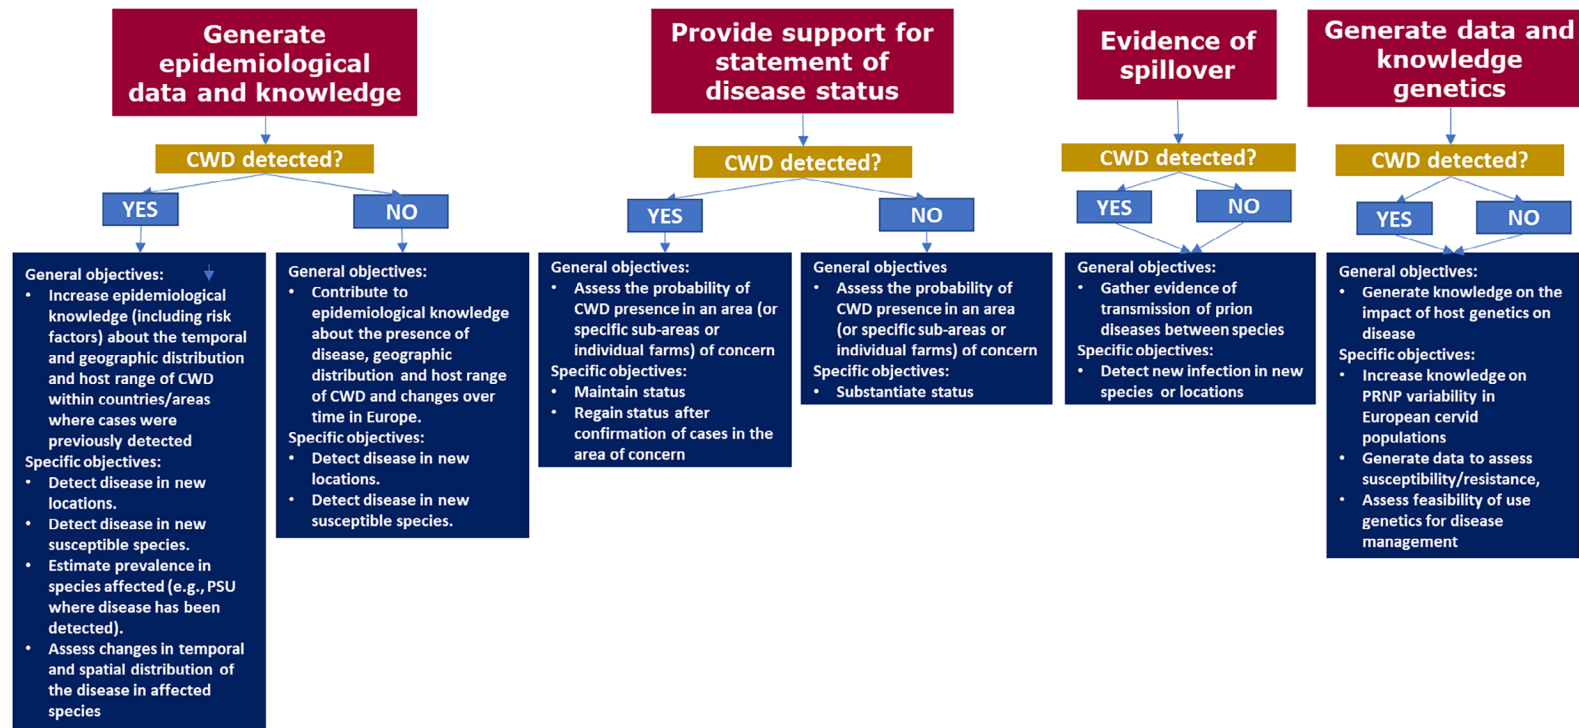 Generate
epidemiological
data and knowledge
CWD detected?
YES
NO
General objectives:
• Increase epidemiological
knowledge (including risk
factors) about the temporal
and geographic distribution
and host range of CWD
within countries/areas
where cases were
previously detected
Specific objectives:
• Detect disease in new
locations.
• Detect disease in new
susceptible species.
• Estimate prevalence in
species affected (e.g., PSU
where disease has been
detected).
• Assess changes in temporal
and spatial distribution of
the disease in affected
species
General objectives:
• Contribute to
epidemiological knowledge
about the presence of
disease, geographic
distribution and host range
of CWD and changes over
time in Europe.
Specific objectives:
• Detect disease in new
locations.
• Detect disease in new
susceptible species.
Provide support for
statement of
disease status
CWD detected?
YES
NO
General objectives:
• Assess the probability of
CWD presence in an area (or
specific sub-areas or
individual farms) of concern
Specific objectives:
• Maintain status
• Regain status after
confirmation of cases in the
area of concern
General objectives
• Assess the probability of
CWD presence in an area
(or specific sub-areas or
individual farms) of concern
Specific objectives:
• Substantiate status
Evidence of
spillover
CWD detected?
YES
NO
General objectives:
• Gather evidence of
transmission of prion
diseases between species
Specific objectives:
• Detect new infection in new
species or locations
Generate data and
knowledge
genetics
CWD detected?
YES
NO
General objectives:
• Generate knowledge on the
impact of host genetics on
disease
Specific objectives:
• Increase knowledge on
PRNP variability in
European cervid
populations
• Generate data to assess
susceptibility/resistance,
• Assess feasibility of use
genetics for disease
management